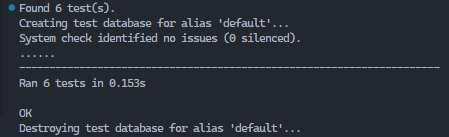 Found 6 test(s).
Creating test database for alias 'default'...
System check identified no issues (0 silenced).
......
----------------------------------------------------------------------
Ran 6 tests in 0.153s
OK
Destroying test database for alias 'default'...